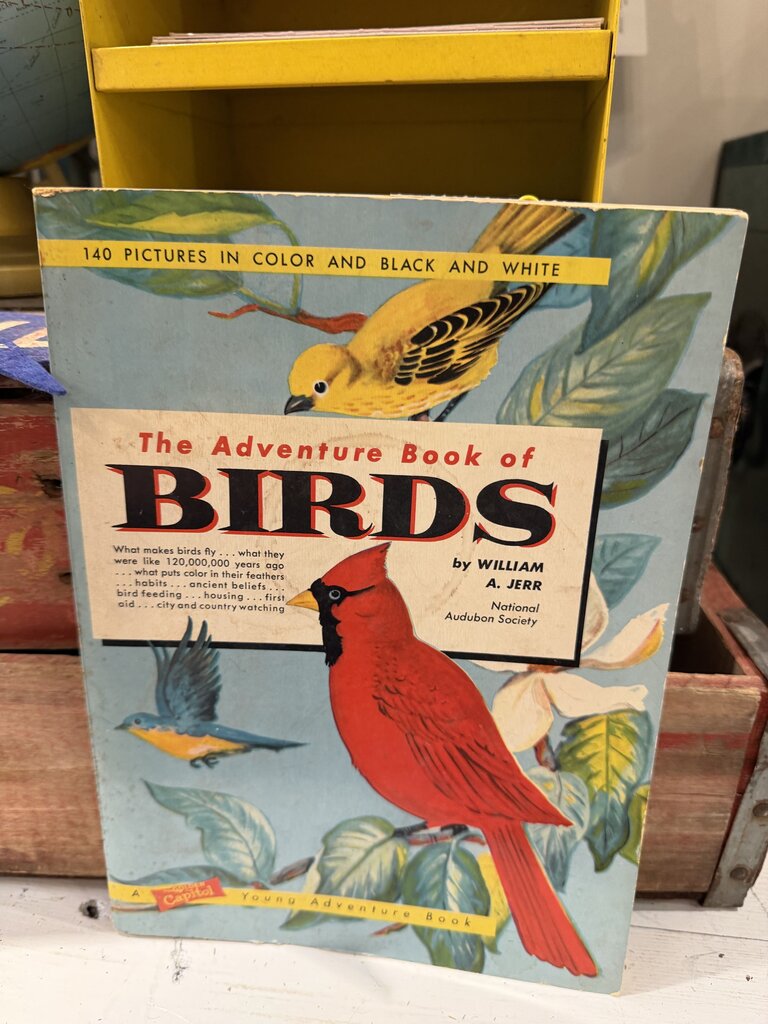 140 PICTURES IN COLOR AND BLACK AND WHITE
The Adventure Book of
BIRDS
What makes birds fly . . . what they
were like 120,000,000 years ago
. . . what puts color in their feathers
. . . habits . . . ancient beliefs . . .
bird feeding . . . housing . . . first
aid . . . city and country watching
by WILLIAM
A. JERR
National
Audubon Society
A
Capitol
Young Adventure Book